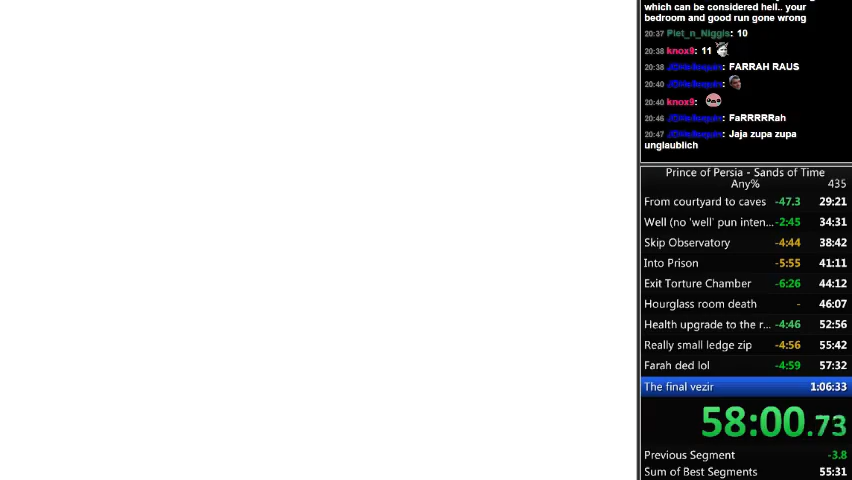 which can be considered hell.. your
bedroom and good run gone wrong
20:37 Piet_n_Niggis: 10
20:38 knox9: 11
20:38 : FARRAH RAUS
20:40 :
20:40 knox9:
20:46 : FaRRRRRah
20:47 : Jaja zupa zupa
unglaublich
Prince of Persia - Sands of Time
Any% 435
From courtyard to caves -47.3 29:21
Well (no 'well' pun inten... -2:45 34:31
Skip Observatory -4:44 38:42
Into Prison -5:55 41:11
Exit Torture Chamber -6:26 44:12
Hourglass room death - 46:07
Health upgrade to the r... -4:46 52:56
Really small ledge zip -4:56 55:42
Farah ded lol -4:59 57:32
The final vezir 1:06:33
58:00.73
Previous Segment -3.8
Sum of Best Segments 55:31